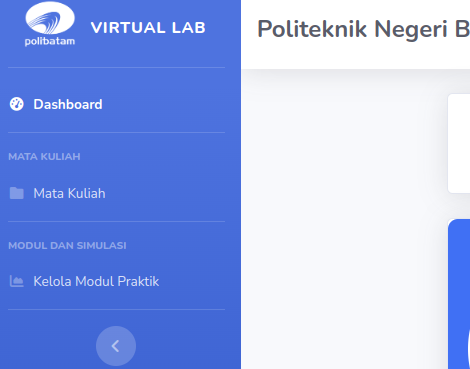 polibatam
VIRTUAL LAB
Politeknik Negeri B
Dashboard
MATA KULIAH
Mata Kuliah
MODUL DAN SIMULASI
Kelola Modul Praktik